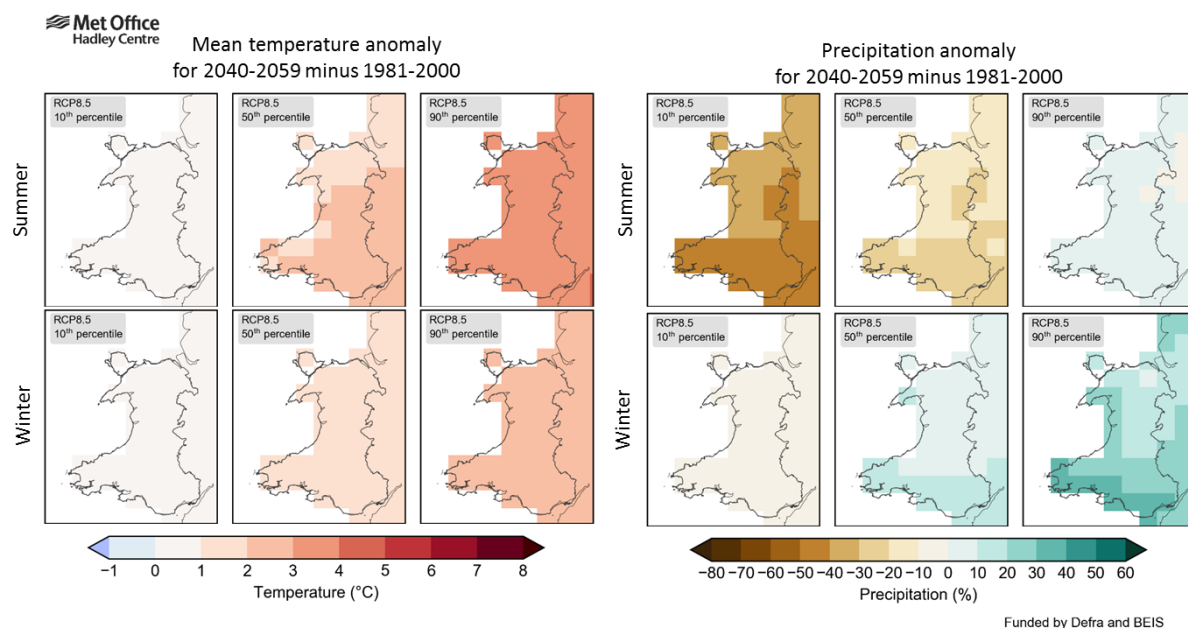 Met Office
Hadley Centre
Mean temperature anomaly
for 2040-2059 minus 1981-2000
Precipitation anomaly
for 2040-2059 minus 1981-2000
Summer
RCP8.5
10th percentile
RCP8.5
50th percentile
RCP8.5
90th percentile
Summer
RCP8.5
10th percentile
RCP8.5
50th percentile
RCP8.5
90th percentile
Winter
RCP8.5
10th percentile
RCP8.5
50th percentile
RCP8.5
90th percentile
Winter
RCP8.5
10th percentile
RCP8.5
50th percentile
RCP8.5
90th percentile
−1 0 1 2 3 4 5 6 7 8
Temperature (°C)
−80 −70 −60 −50 −40 −30 −20 −10 0 10 20 30 40 50 60
Precipitation (%)
Funded by Defra and BEIS